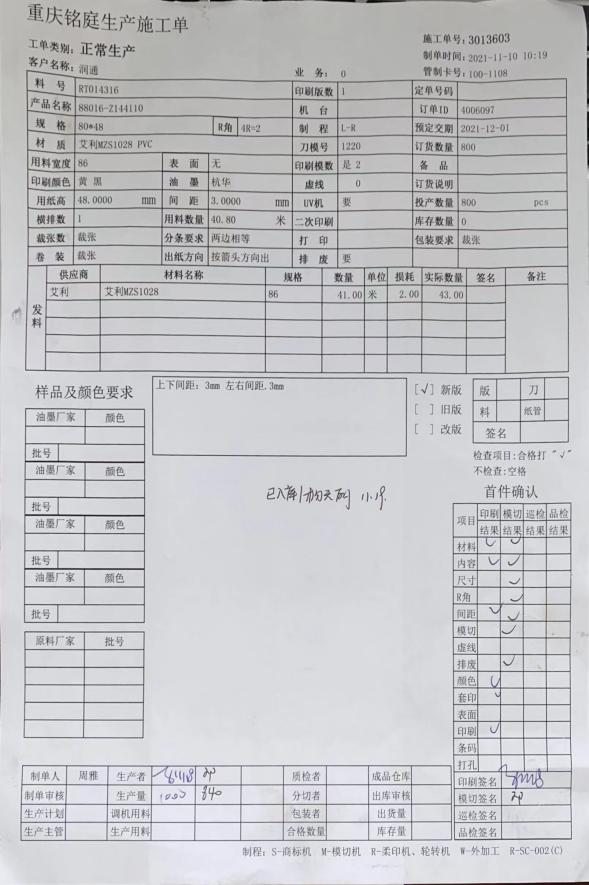 重庆铭庭生产施工单
工单类别：正常生产
施工单号：3013603
制单时间：2021-11-10 10:19
客户名称：润通 业 务： 0 管制卡号：100-1108
料 号 RT014316 印刷版数 1 定单号码
产品名称 88016-Z144110 机 台 订单ID 4006097
规 格 80*48 R角 4R=2 制 程 L-R 预定交期 2021-12-01
材 质 艾利MZS1028 PVC 刀模号 1220 订货数量 800
用料宽度 86 表 面 无 印刷模数 是 2 备 品
印刷颜色 黄 黑 油 墨 杭华 虚线 0 订货说明
用纸高 48.0000 mm 间 距 3.0000 mm UV机 要 投产数量 800 pcs
横排数 1 用料数量 40.80 米 二次印刷 库存数量 0
裁张数 裁张 分条要求 两边相等 打 印 包装要求 裁张
卷 装 裁张 出纸方向 按箭头方向出 排 废 要
供应商 材料名称 规格 数量 单位 损耗 实际数量 签名 备注
发料 艾利 艾利MZS1028 86 41.00 米 2.00 43.00
样品及颜色要求
上下间距：3mm 左右间距.3mm
[√] 新版
[ ] 旧版
[ ] 改版
版 刀
料 纸管
签名
检查项目:合格打 "√"
不检查:空格
油墨厂家 颜色
批号
油墨厂家 颜色
批号
油墨厂家 颜色
批号
油墨厂家 颜色
批号
原料厂家 批号
已入库 11.19.
首件确认
项目 印刷结果 模切结果 巡检结果 品检结果
材料 ✓ ✓
内容 ✓ ✓
尺寸 ✓
R角 ✓
间距 ✓ ✓
模切 ✓
虚线
排废 ✓
颜色 ✓
套印 ✓
表面
印刷 ✓
条码
打孔
印刷签名
模切签名
巡检签名
品检签名
制单人 周雅 生产者 质检者 成品仓库
制单审核 生产量 1000 840 分切者 出库审核
生产计划 调机用料 包装者 出货量
生产主管 生产用料 合格数量 库存量
制程：S-商标机 M-模切机 R-柔印机、轮转机 W-外加工 R-SC-002(C)